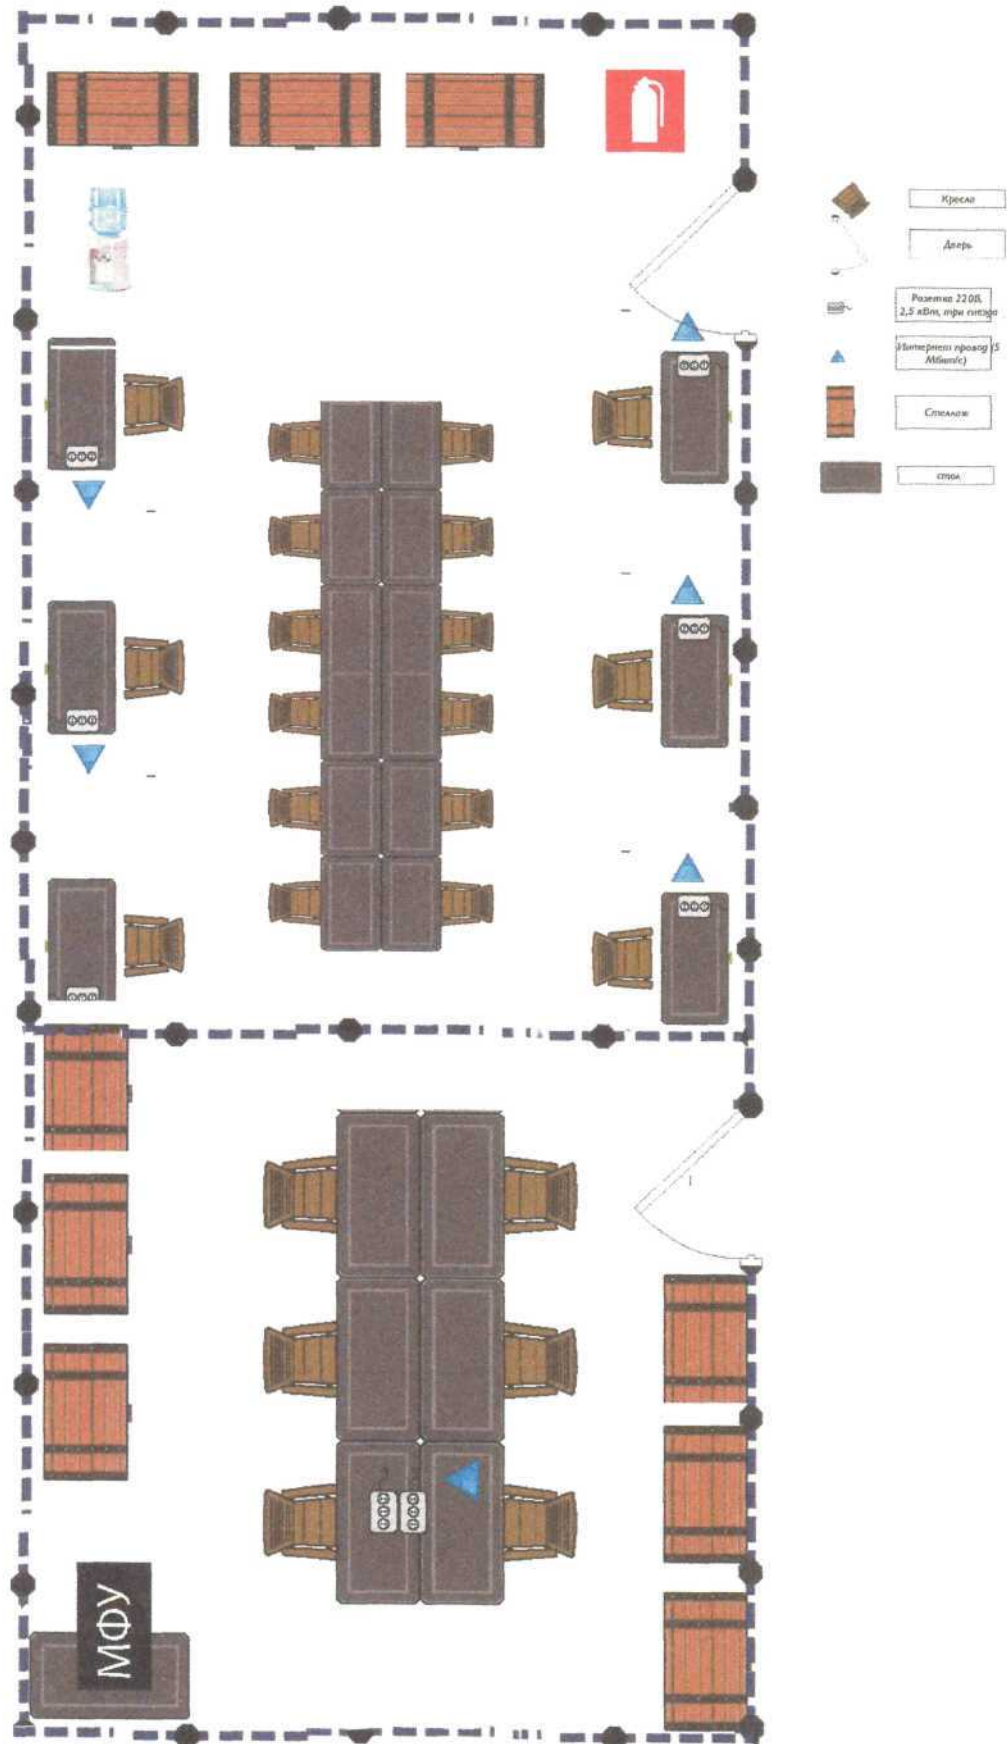 Кресло
Дверь
Розетка 220В,
2,5 кВт, три гнезда
Интернет провод (5
Мбит/с)
Стеллаж
стол
МФУ